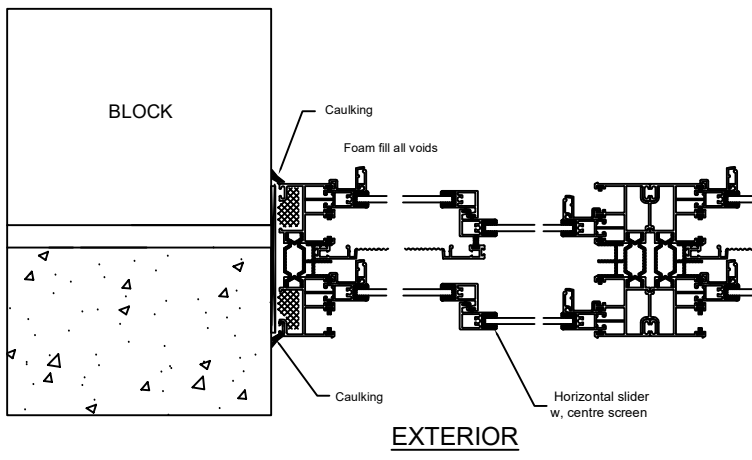 BLOCK
Caulking
Foam fill all voids
Caulking
Horizontal slider
w, centre screen
EXTERIOR